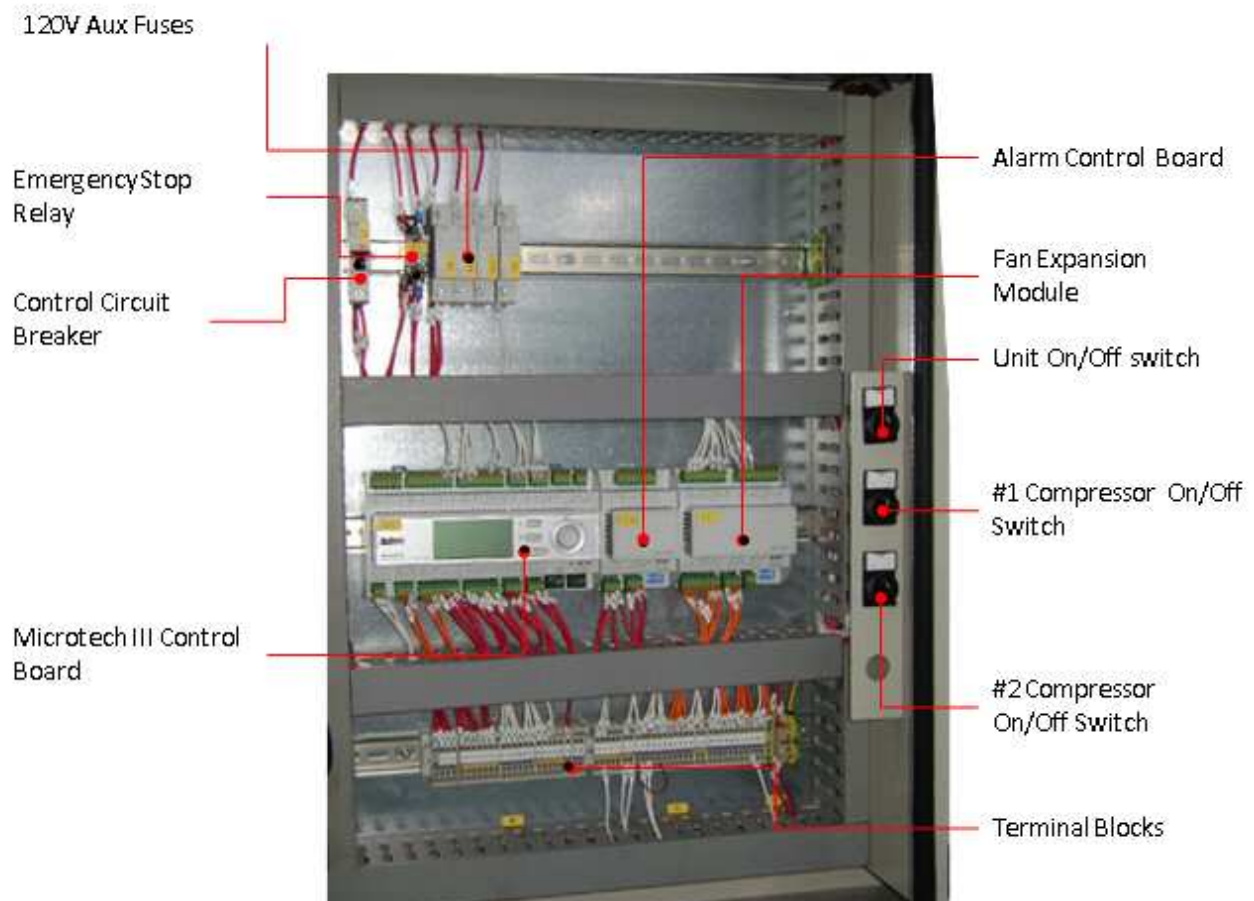 120V Aux Fuses
Emergency Stop
Relay
Control Circuit
Breaker
Microtech III Control
Board
Alarm Control Board
Fan Expansion
Module
Unit On/Off switch
#1 Compressor On/Off
Switch
#2 Compressor
On/Off Switch
Terminal Blocks